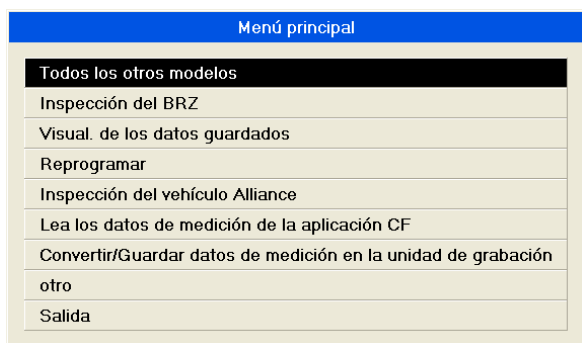 Menú principal
Todos los otros modelos
Inspección del BRZ
Visual. de los datos guardados
Reprogramar
Inspección del vehículo Alliance
Lea los datos de medición de la aplicación CF
Convertir/Guardar datos de medición en la unidad de grabación
otro
Salida